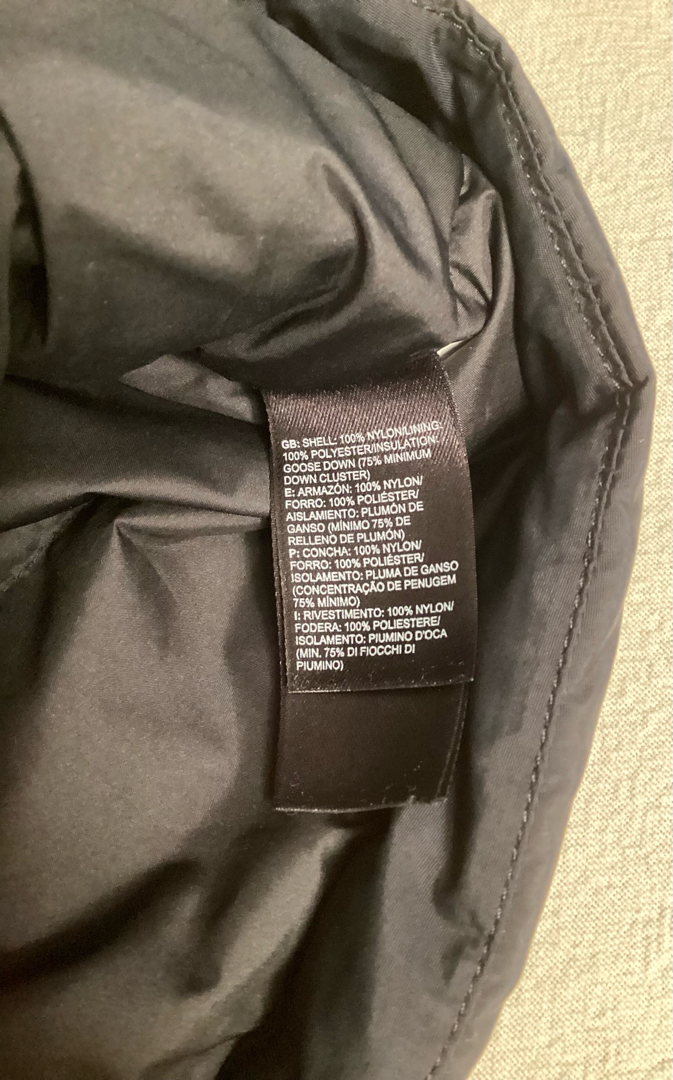 GB: SHELL: 100% NYLON/LINING:
100% POLYESTER/INSULATION:
GOOSE DOWN (75% MINIMUM
DOWN CLUSTER)
E: ARMAZÓN: 100% NYLON/
FORRO: 100% POLIÉSTER/
AISLAMIENTO: PLUMÓN DE
GANSO (MÍNIMO 75% DE
RELLENO DE PLUMÓN)
P: CONCHA: 100% NYLON/
FORRO: 100% POLIÉSTER/
ISOLAMENTO: PLUMA DE GANSO
(CONCENTRAÇÃO DE PENUGEM
75% MÍNIMO)
I: RIVESTIMENTO: 100% NYLON/
FODERA: 100% POLIESTERE/
ISOLAMENTO: PIUMINO D'OCA
(MIN. 75% DI FIOCCHI DI
PIUMINO)